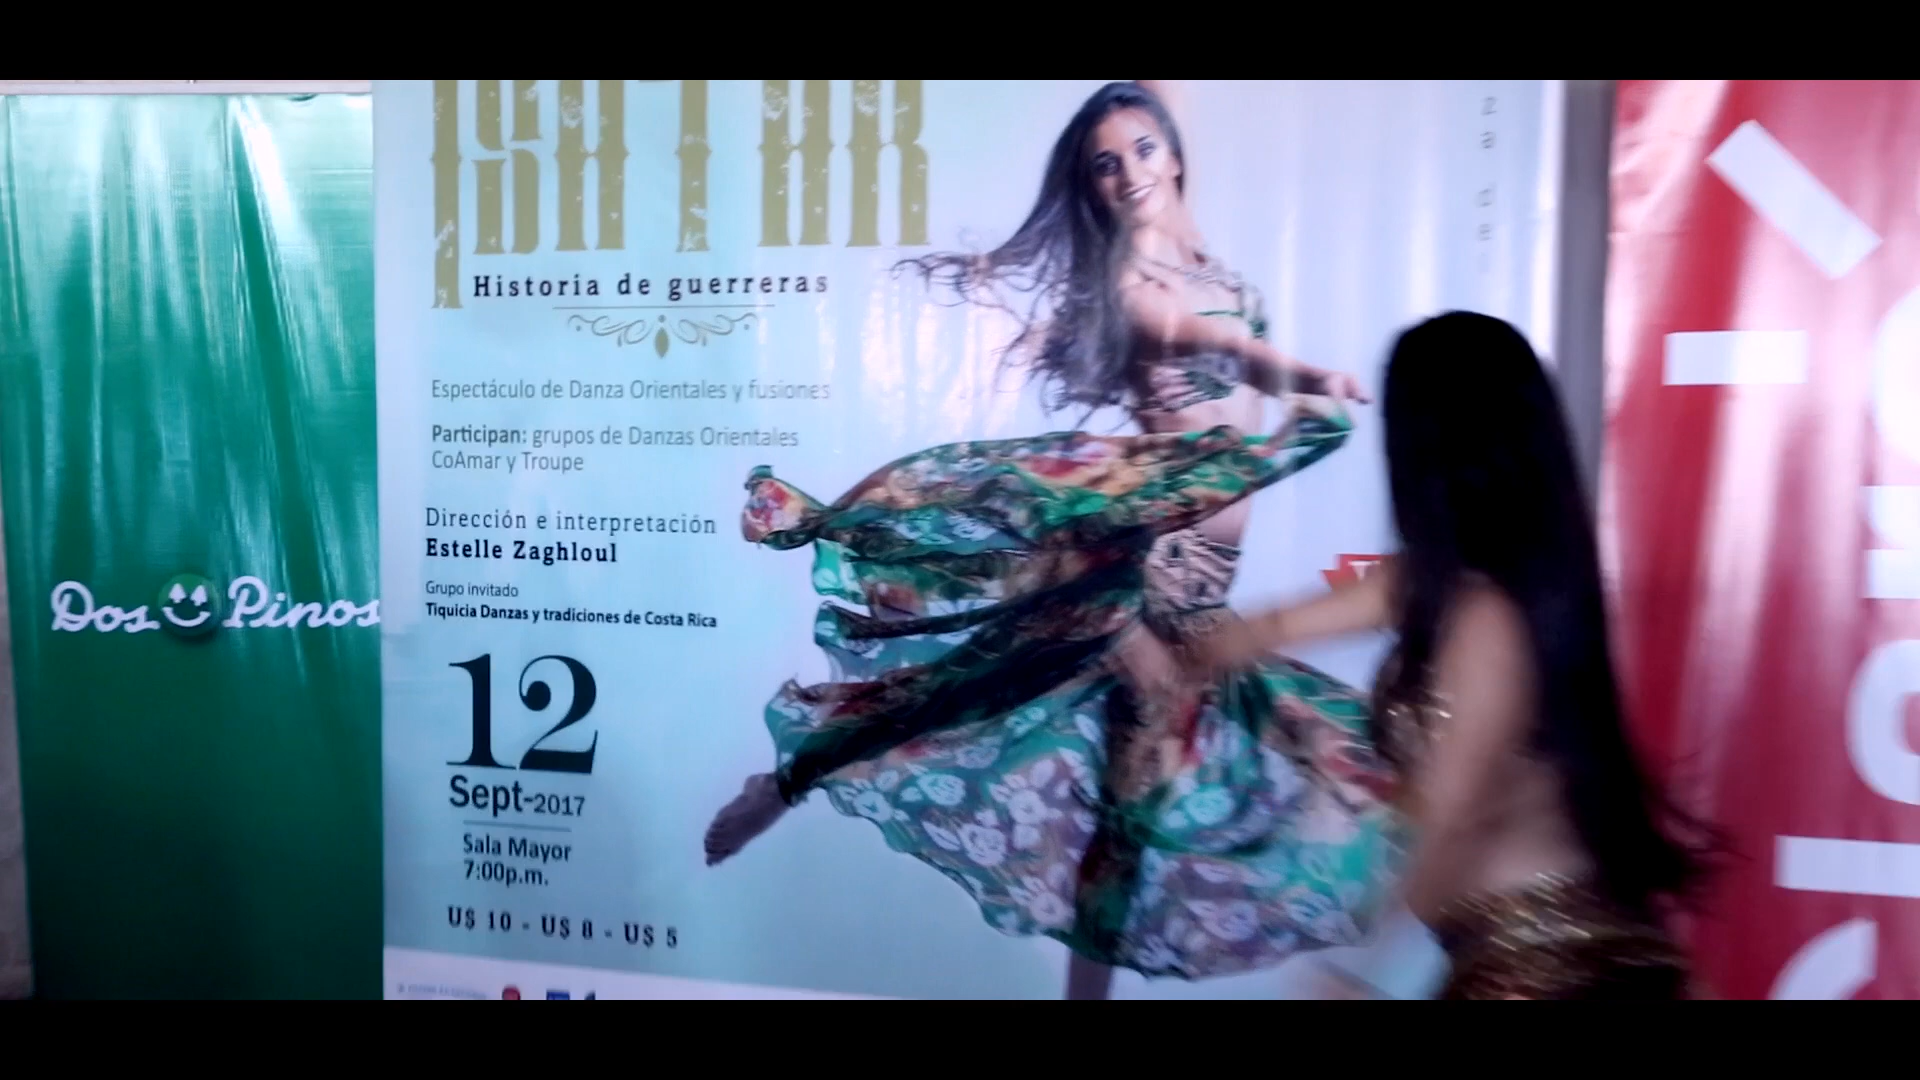 ISHTAR
Historia de guerreras
Espectáculo de Danza Orientales y fusiones
Participan: grupos de Danzas Orientales
CoAmar y Troupe
Dirección e interpretación
Estelle Zaghloul
Grupo invitado
Tiquicia Danzas y tradiciones de Costa Rica
12
Sept-2017
Sala Mayor
7:00p.m.
U$ 10 - U$ 8 - U$ 5
Dos Pinos